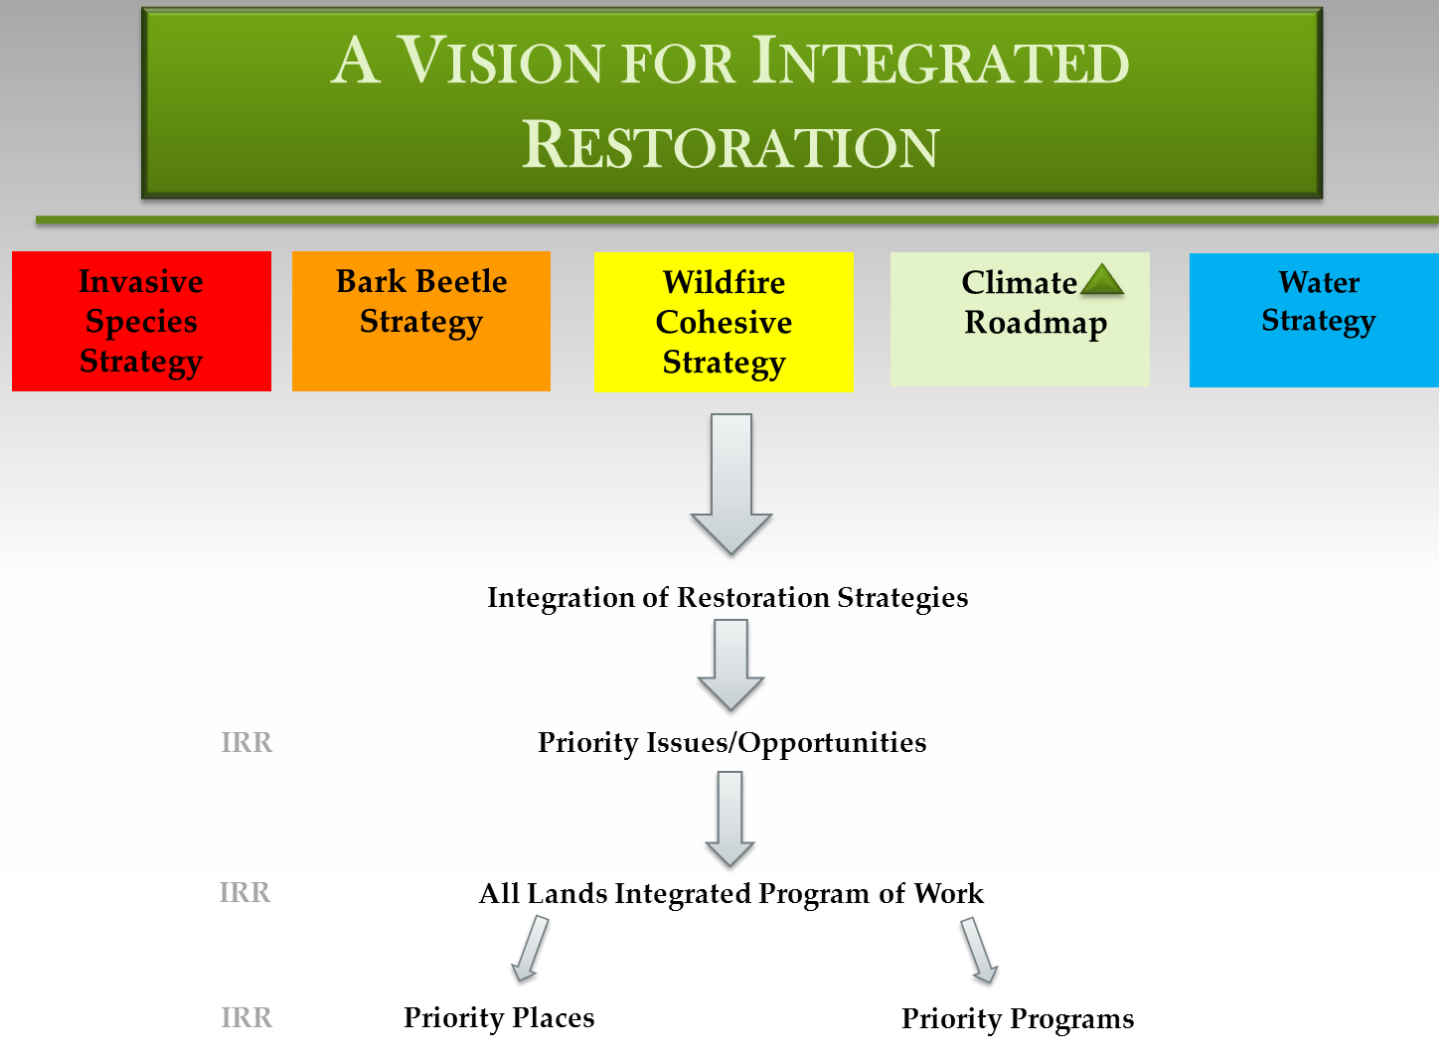 A VISION FOR INTEGRATED
RESTORATION
Invasive
Species
Strategy
Bark Beetle
Strategy
Wildfire
Cohesive
Strategy
Climate
Roadmap
Water
Strategy
Integration of Restoration Strategies
IRR
Priority Issues/Opportunities
IRR
All Lands Integrated Program of Work
IRR
Priority Places
Priority Programs